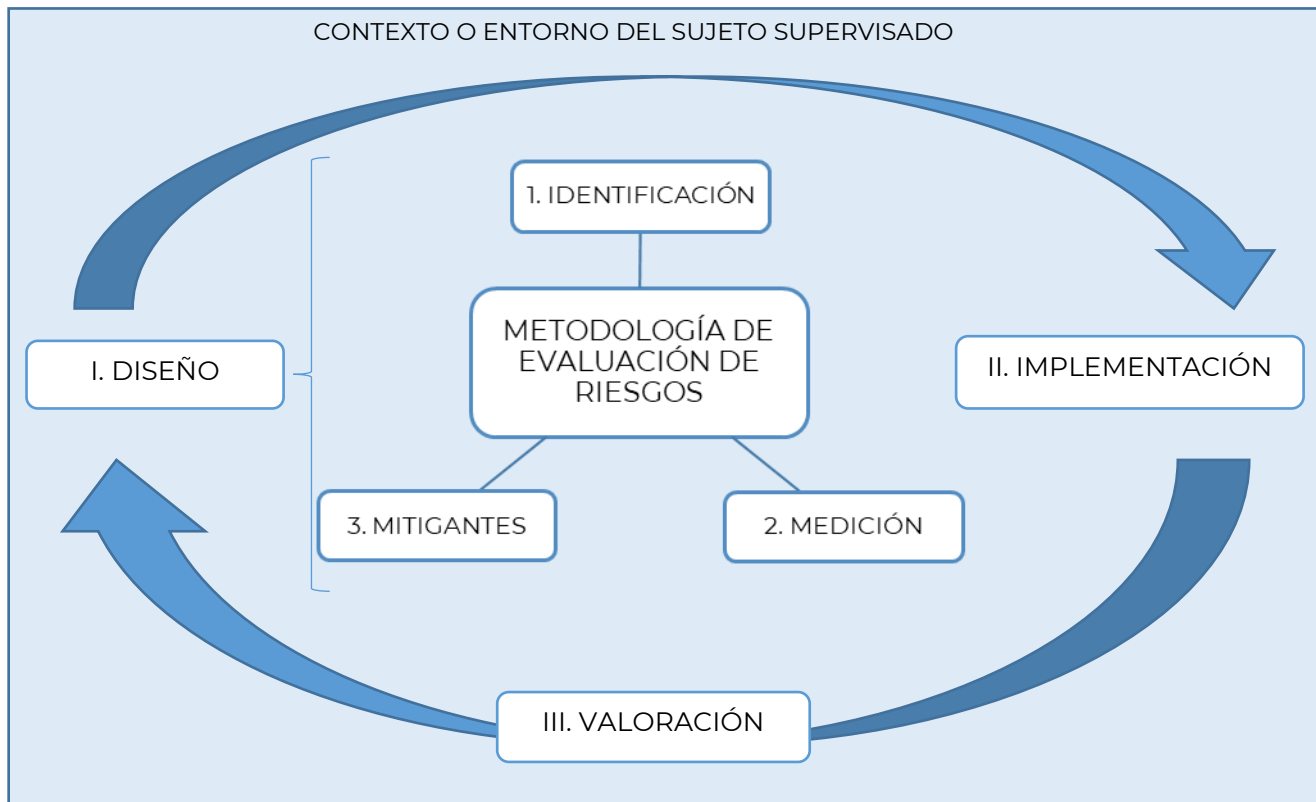 CONTEXTO O ENTORNO DEL SUJETO SUPERVISADO
1. IDENTIFICACIÓN
METODOLOGÍA DE
EVALUACIÓN DE
RIESGOS
I. DISEÑO
II. IMPLEMENTACIÓN
3. MITIGANTES
2. MEDICIÓN
III. VALORACIÓN